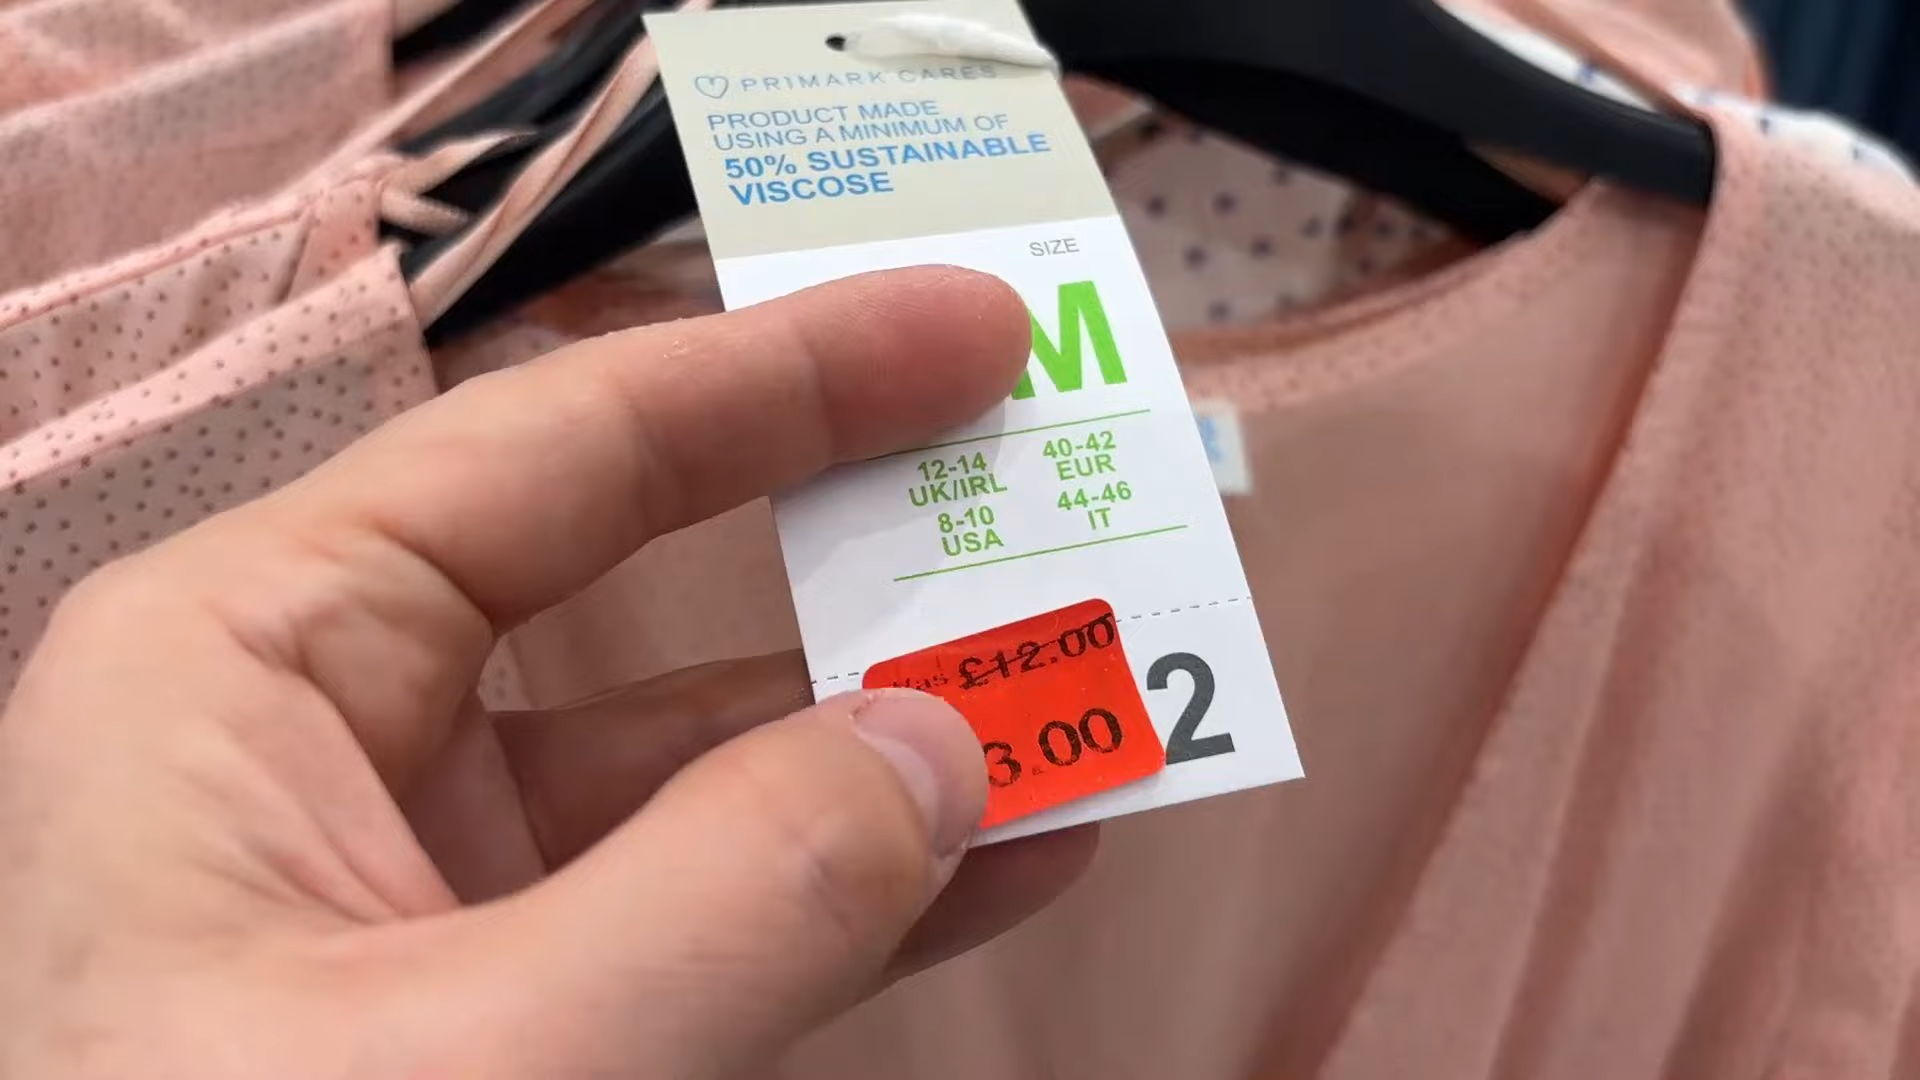 PRIMARK CARES
PRODUCT MADE
USING A MINIMUM OF
50% SUSTAINABLE
VISCOSE
SIZE
M
12-14
UK/IRL
8-10
USA
40-42
EUR
44-46
IT
Was £12.00
3.00
2